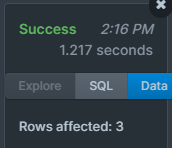 Success 2:16 PM
1.217 seconds
Explore SQL Data
Rows affected: 3